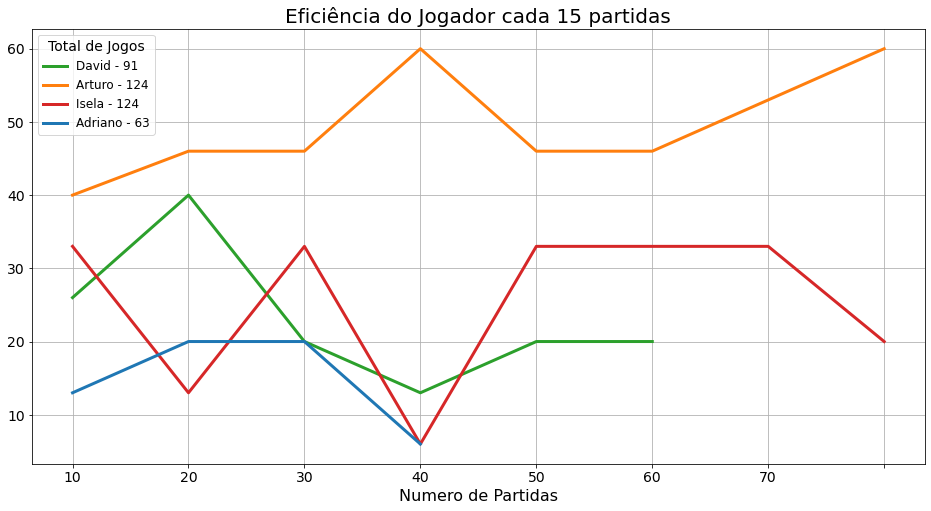 Eficiência do Jogador cada 15 partidas
Total de Jogos
David - 91
Arturo - 124
Isela - 124
Adriano - 63
60
50
40
30
20
10
10 20 30 40 50 60 70
Numero de Partidas